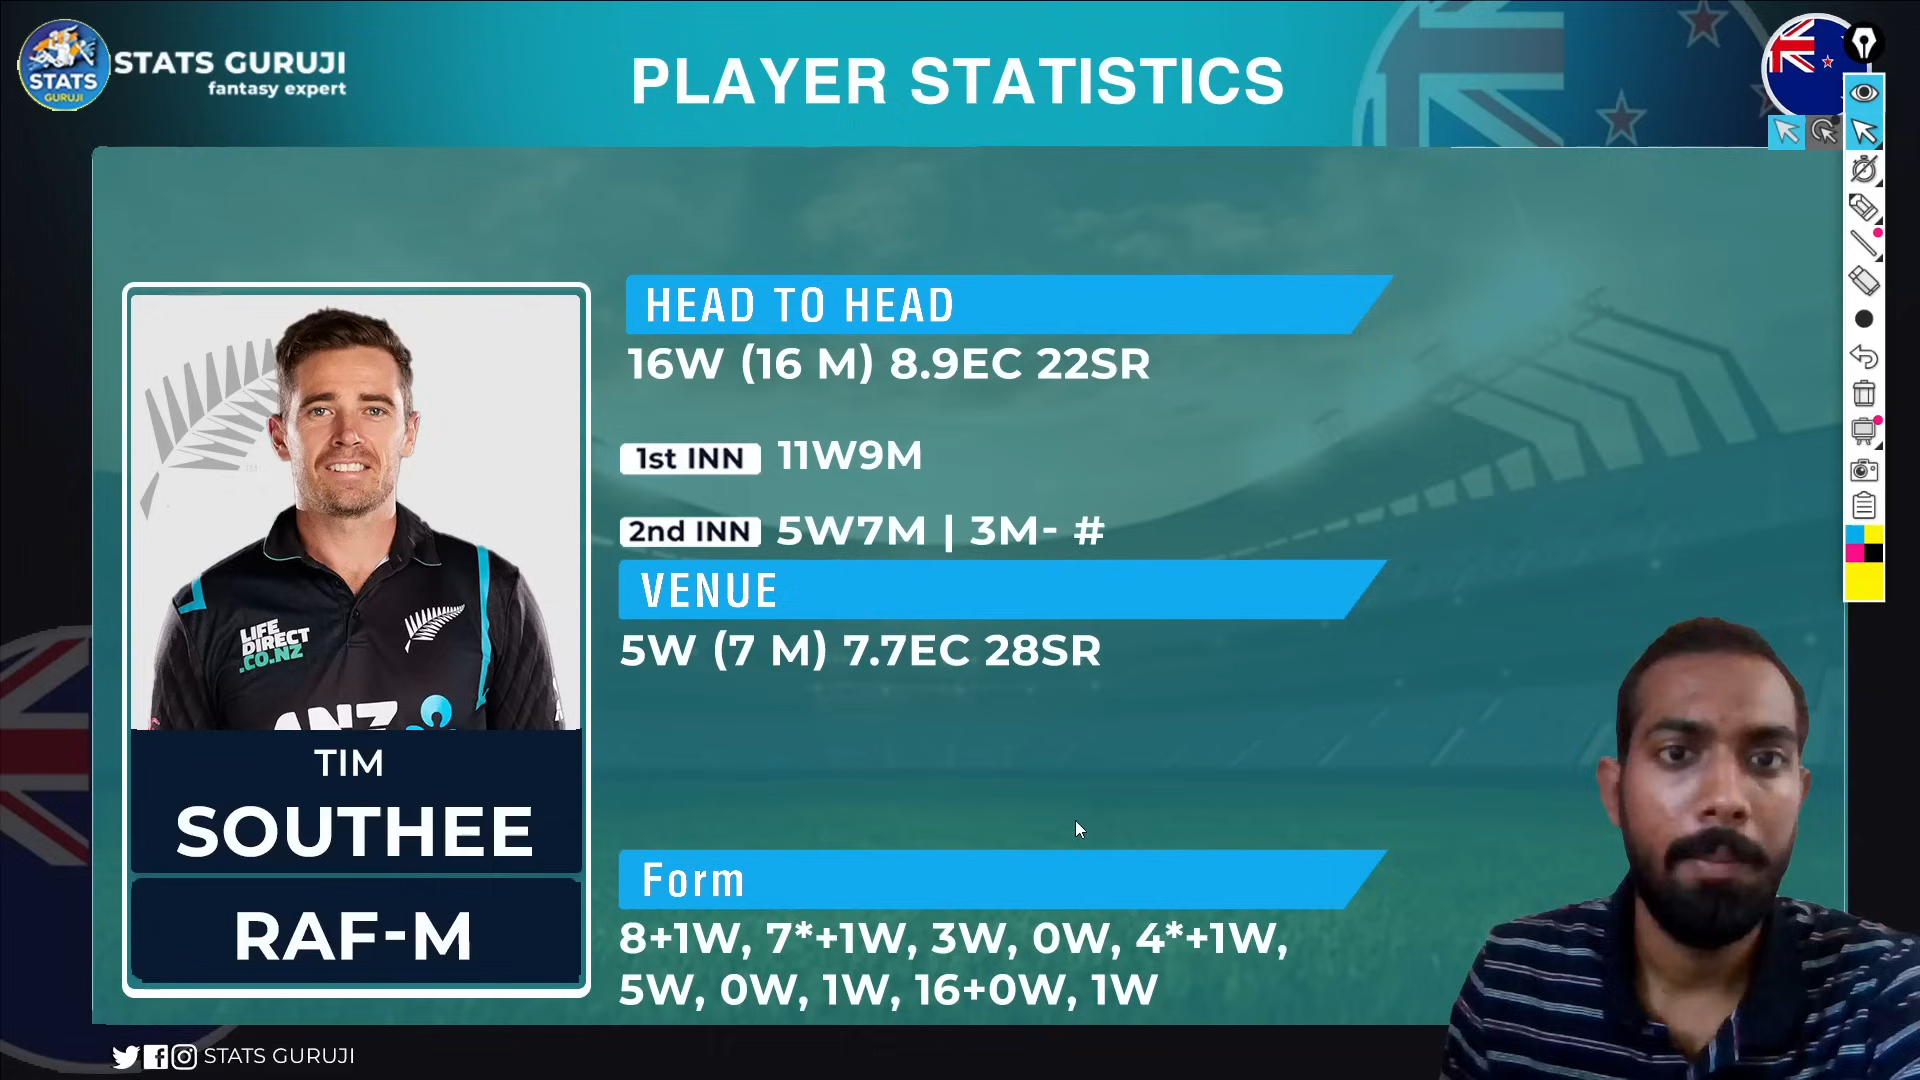 STATS GURUJI
fantasy expert
STATS
GURUJI
PLAYER STATISTICS
HEAD TO HEAD
16W (16 M) 8.9EC 22SR
1st INN 11W9M
2nd INN 5W7M | 3M- #
VENUE
5W (7 M) 7.7EC 28SR
LIFE
DIRECT
.CO.NZ
ANZ
TIM
SOUTHEE
RAF-M
Form
8+1W, 7*+1W, 3W, 0W, 4*+1W,
5W, 0W, 1W, 16+0W, 1W
STATS GURUJI